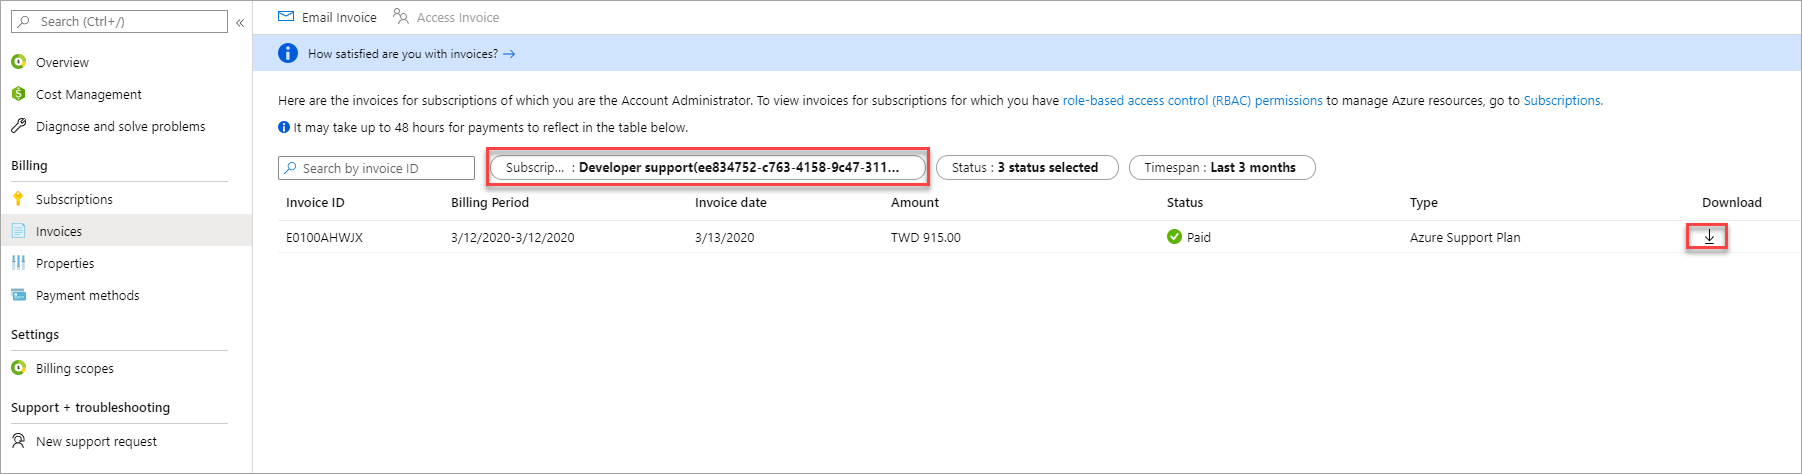 Search (Ctrl+/)
«
Overview
Cost Management
Diagnose and solve problems
Billing
Subscriptions
Invoices
Properties
Payment methods
Settings
Billing scopes
Support + troubleshooting
New support request
Email Invoice Access Invoice
How satisfied are you with invoices? →
Here are the invoices for subscriptions of which you are the Account Administrator. To view invoices for subscriptions for which you have role-based access control (RBAC) permissions to manage Azure resources, go to Subscriptions.
It may take up to 48 hours for payments to reflect in the table below.
Search by invoice ID Subscrip... : Developer support(ee834752-c763-4158-9c47-311... Status : 3 status selected Timespan : Last 3 months
Invoice ID Billing Period Invoice date Amount Status Type Download
E0100AHWJX 3/12/2020-3/12/2020 3/13/2020 TWD 915.00 Paid Azure Support Plan